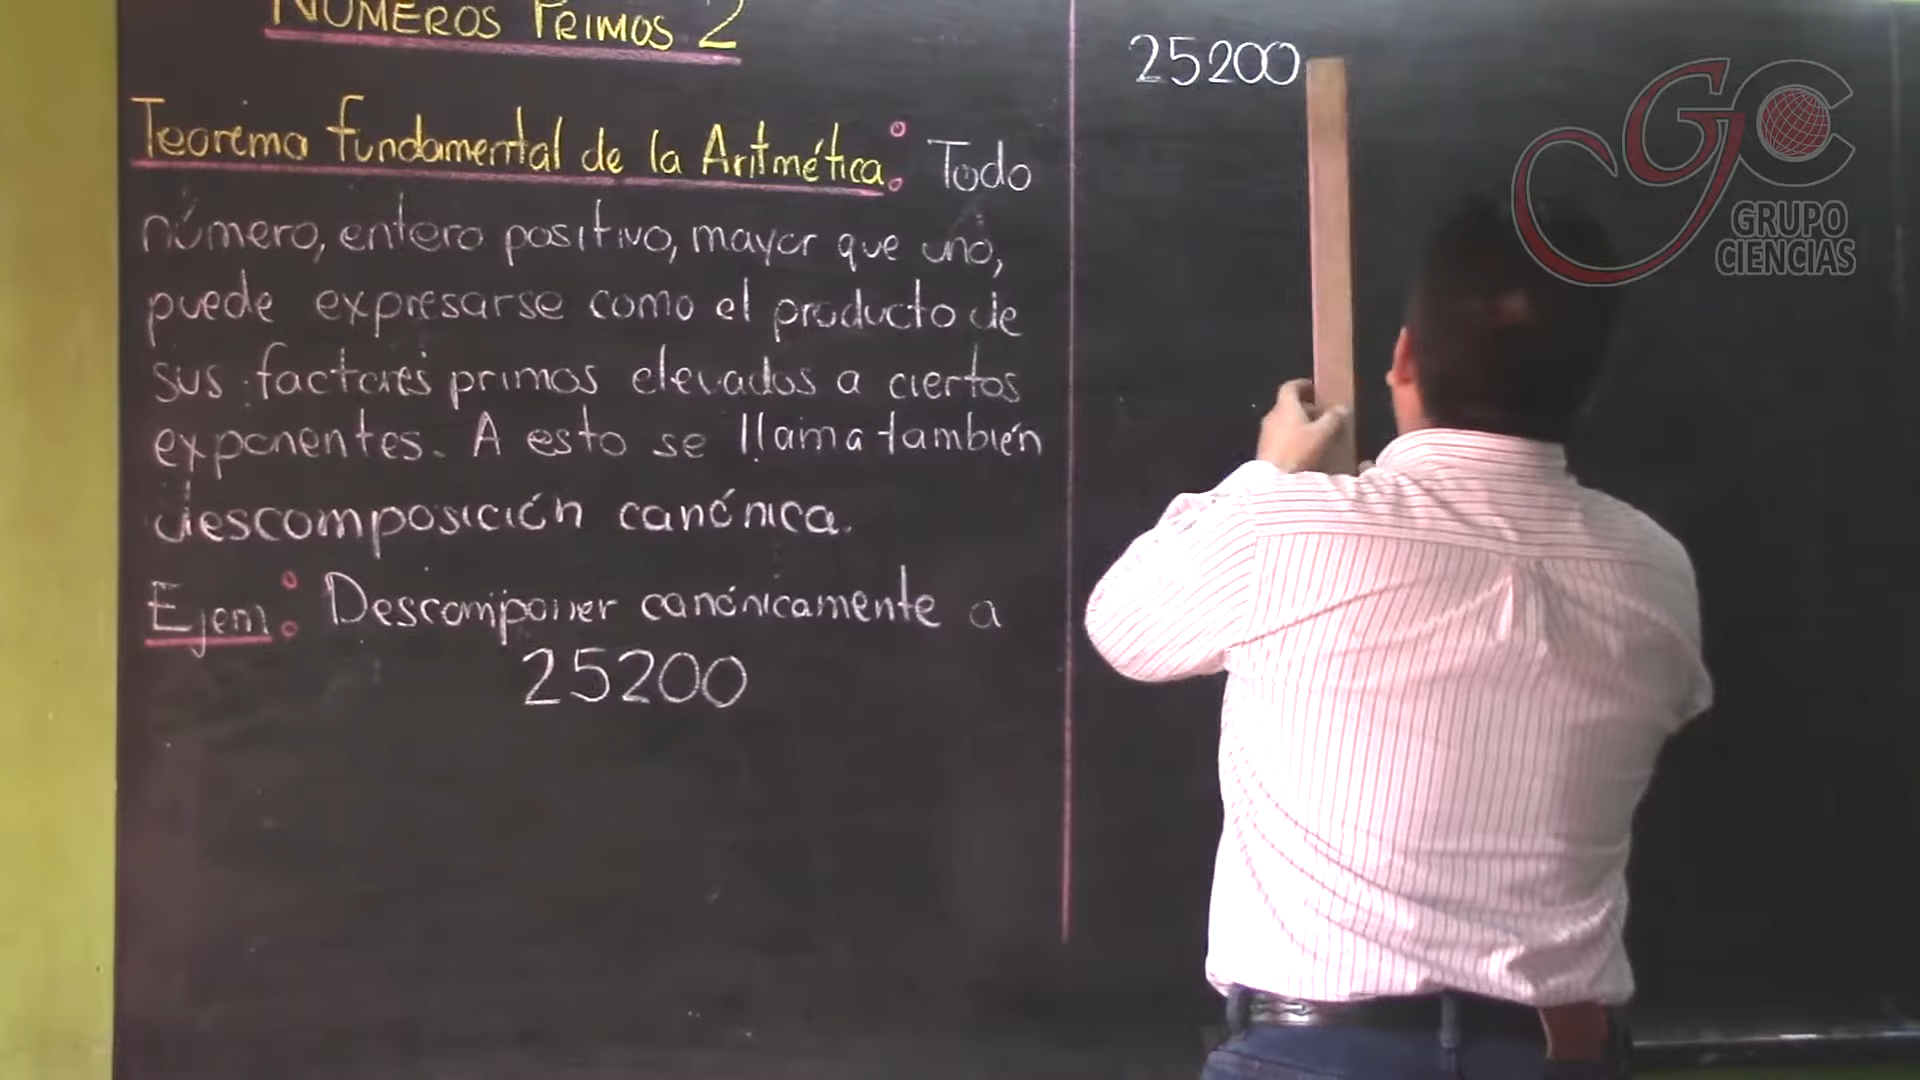 NÚMEROS PRIMOS 2
Teorema fundamental de la Aritmética: Todo
número, entero positivo, mayor que uno,
puede expresarse como el producto de
sus factores primos elevados a ciertos
exponentes. A esto se llama también
descomposición canónica.
Ejem: Descomponer canónicamente a
25200
25200
GC
GRUPO
CIENCIAS